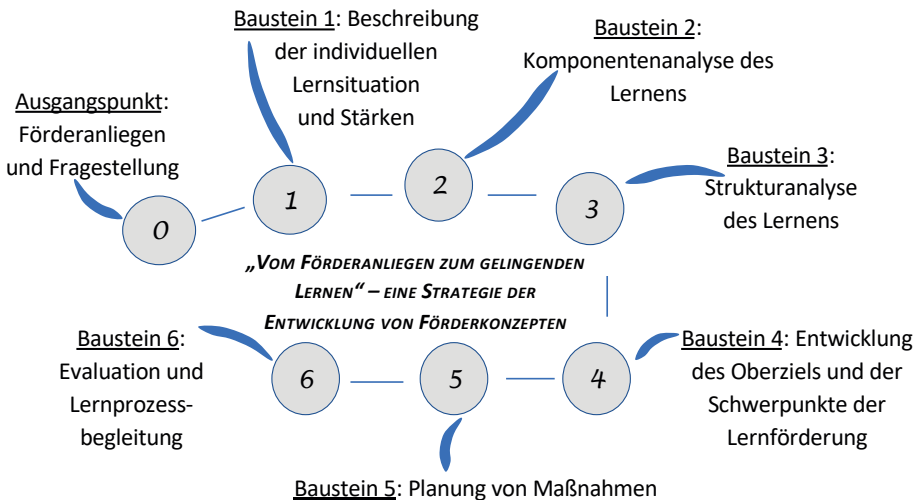 Ausgangspunkt:
Förderanliegen
und Fragestellung
0
Baustein 1: Beschreibung
der individuellen
Lernsituation
und Stärken
1
Baustein 2:
Komponentenanalyse des
Lernens
2
Baustein 3:
Strukturanalyse
des Lernens
3
„VOM FÖRDERANLIEGEN ZUM GELINGENDEN
LERNEN“ – EINE STRATEGIE DER
ENTWICKLUNG VON FÖRDERKONZEPTEN
Baustein 4: Entwicklung
des Oberziels und der
Schwerpunkte der
Lernförderung
4
5
Baustein 5: Planung von Maßnahmen
Baustein 6:
Evaluation und
Lernprozess-
begleitung
6